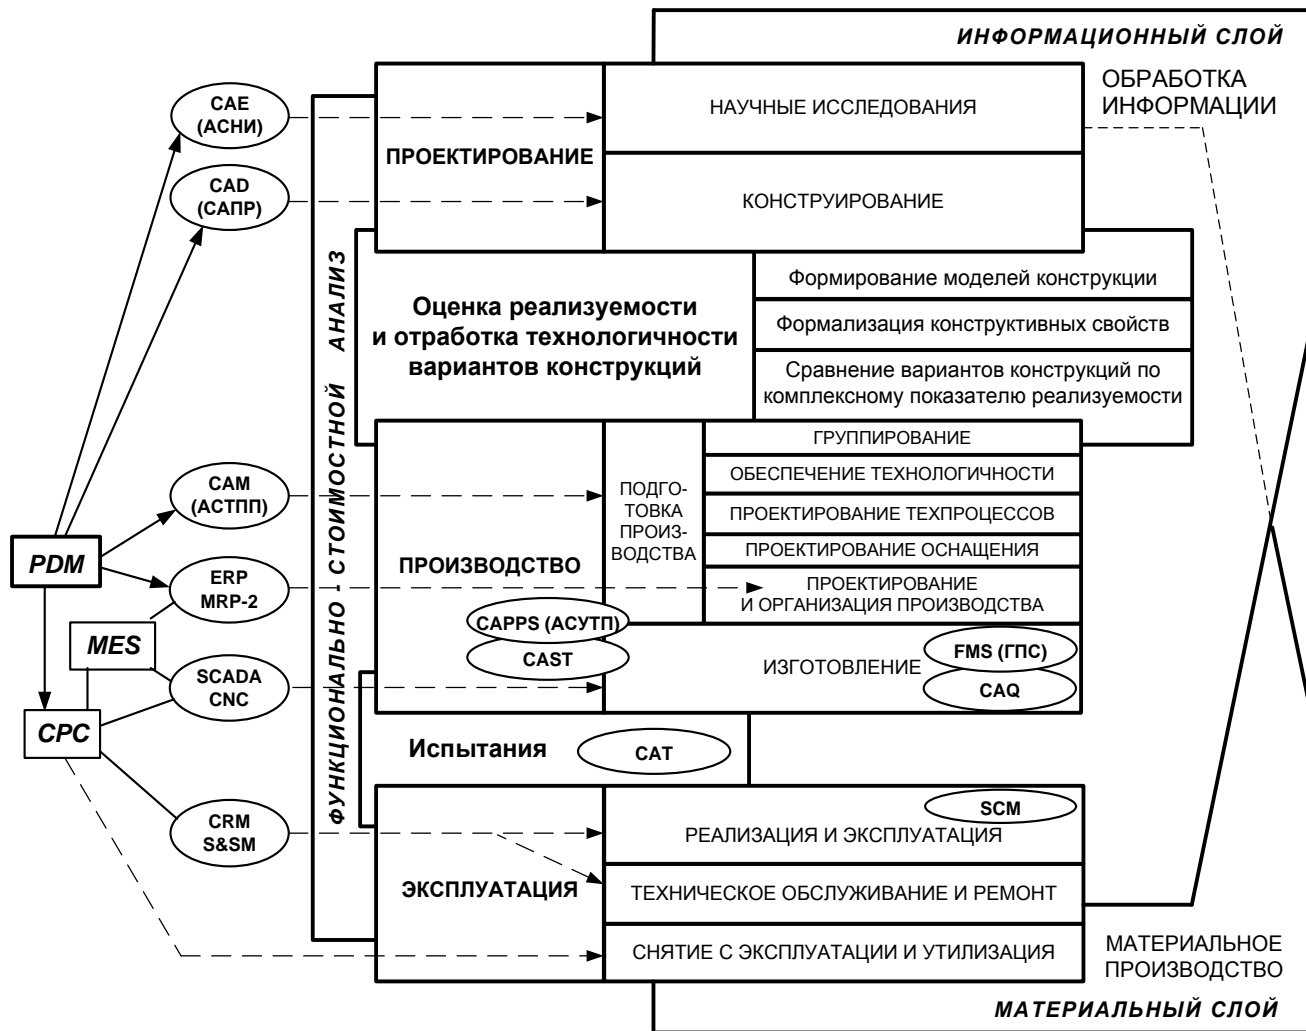 ИНФОРМАЦИОННЫЙ СЛОЙ
ОБРАБОТКА
ИНФОРМАЦИИ
CAE
(АСНИ)
CAD
(САПР)
CAM
(АСТПП)
PDM
ERP
MRP-2
MES
SCADA
CNC
CPC
CRM
S&SM
ФУНКЦИОНАЛЬНО - СТОИМОСТНОЙ АНАЛИЗ
ПРОЕКТИРОВАНИЕ
НАУЧНЫЕ ИССЛЕДОВАНИЯ
КОНСТРУИРОВАНИЕ
Оценка реализуемости
и отработка технологичности
вариантов конструкций
Формирование моделей конструкции
Формализация конструктивных свойств
Сравнение вариантов конструкций по
комплексному показателю реализуемости
ПРОИЗВОДСТВО
CAPPS (АСУТП)
CAST
ПОДГО-
ТОВКА
ПРОИЗ-
ВОДСТВА
ГРУППИРОВАНИЕ
ОБЕСПЕЧЕНИЕ ТЕХНОЛОГИЧНОСТИ
ПРОЕКТИРОВАНИЕ ТЕХПРОЦЕССОВ
ПРОЕКТИРОВАНИЕ ОСНАЩЕНИЯ
ПРОЕКТИРОВАНИЕ
И ОРГАНИЗАЦИЯ ПРОИЗВОДСТВА
ИЗГОТОВЛЕНИЕ
FMS (ГПС)
CAQ
Испытания
CAT
ЭКСПЛУАТАЦИЯ
SCM
РЕАЛИЗАЦИЯ И ЭКСПЛУАТАЦИЯ
ТЕХНИЧЕСКОЕ ОБСЛУЖИВАНИЕ И РЕМОНТ
СНЯТИЕ С ЭКСПЛУАТАЦИИ И УТИЛИЗАЦИЯ
МАТЕРИАЛЬНОЕ
ПРОИЗВОДСТВО
МАТЕРИАЛЬНЫЙ СЛОЙ